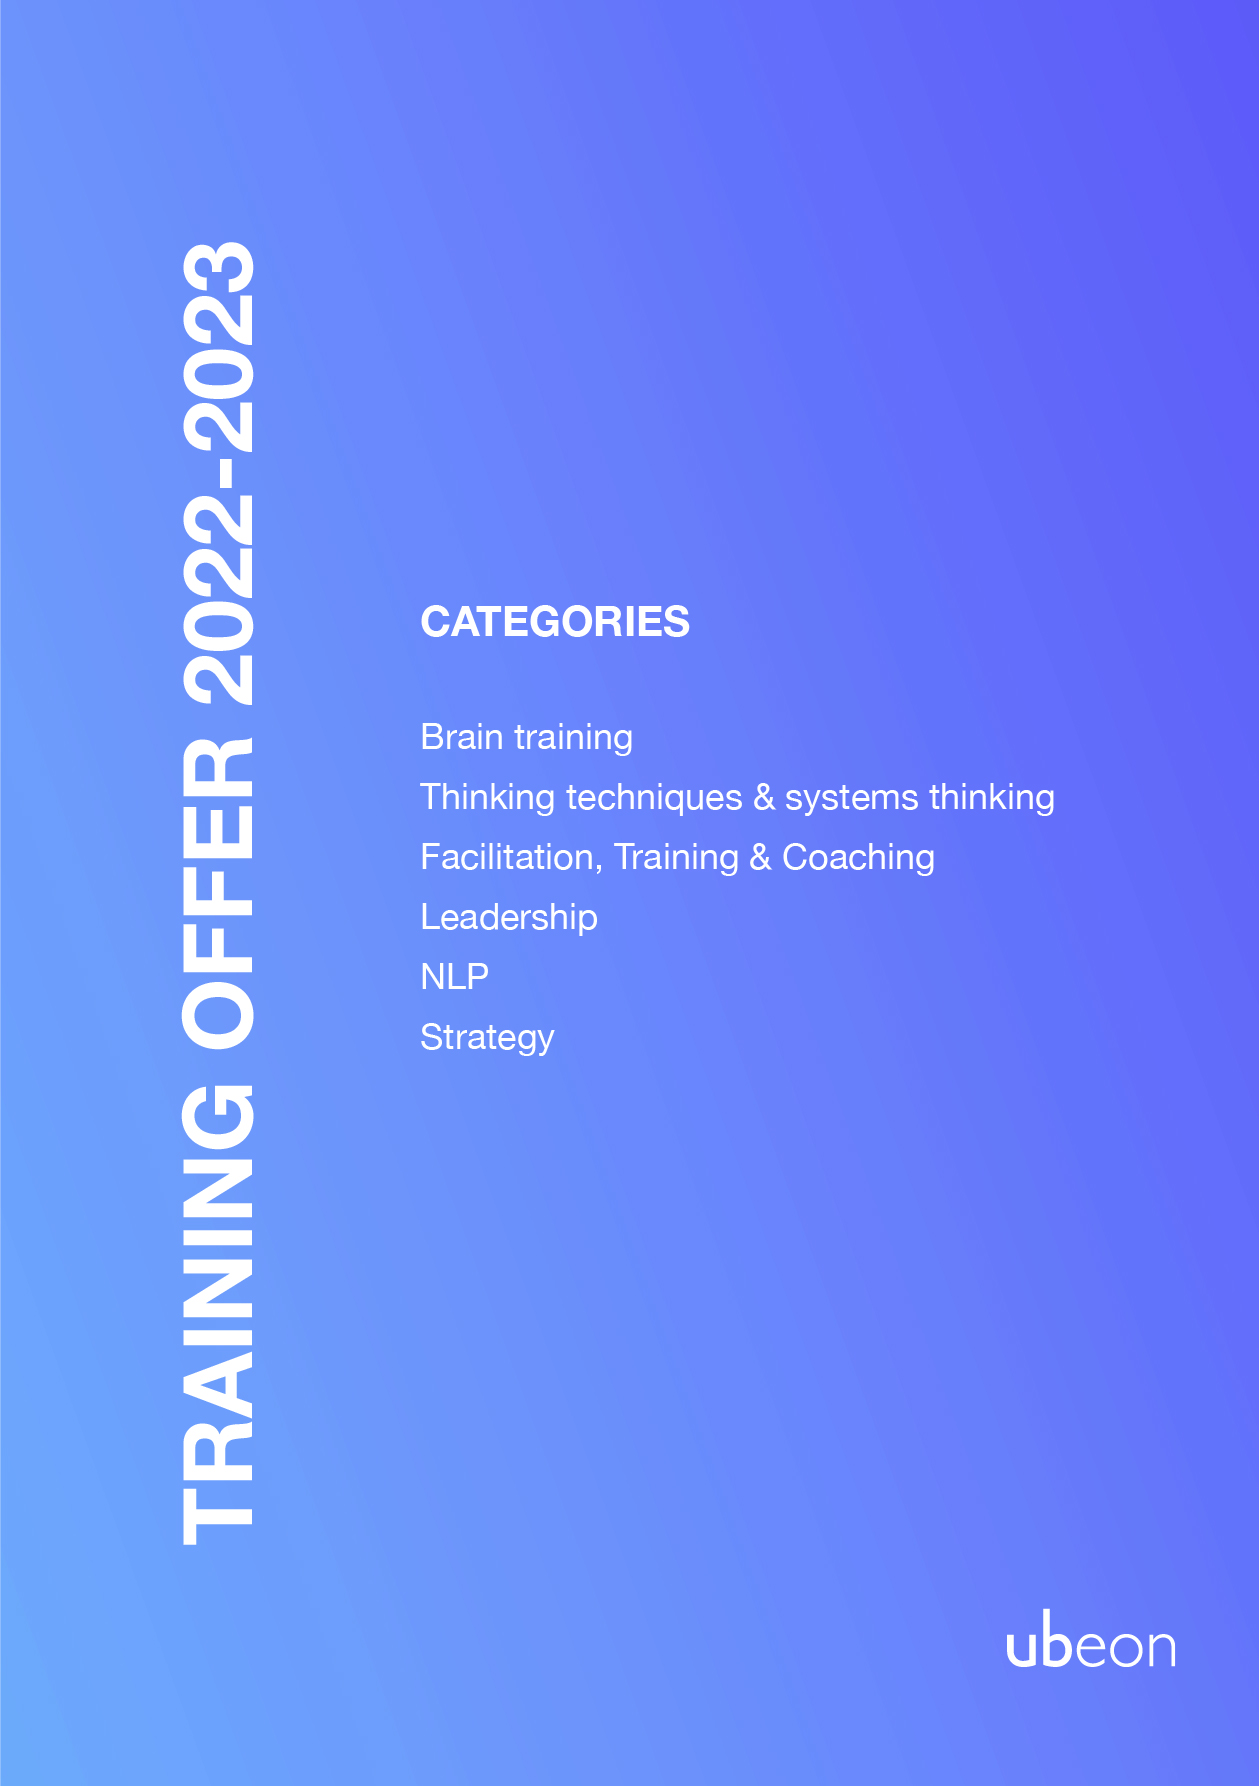 TRAINING OFFER 2022-2023
CATEGORIES
Brain training
Thinking techniques & systems thinking
Facilitation, Training & Coaching
Leadership
NLP
Strategy
ubeon